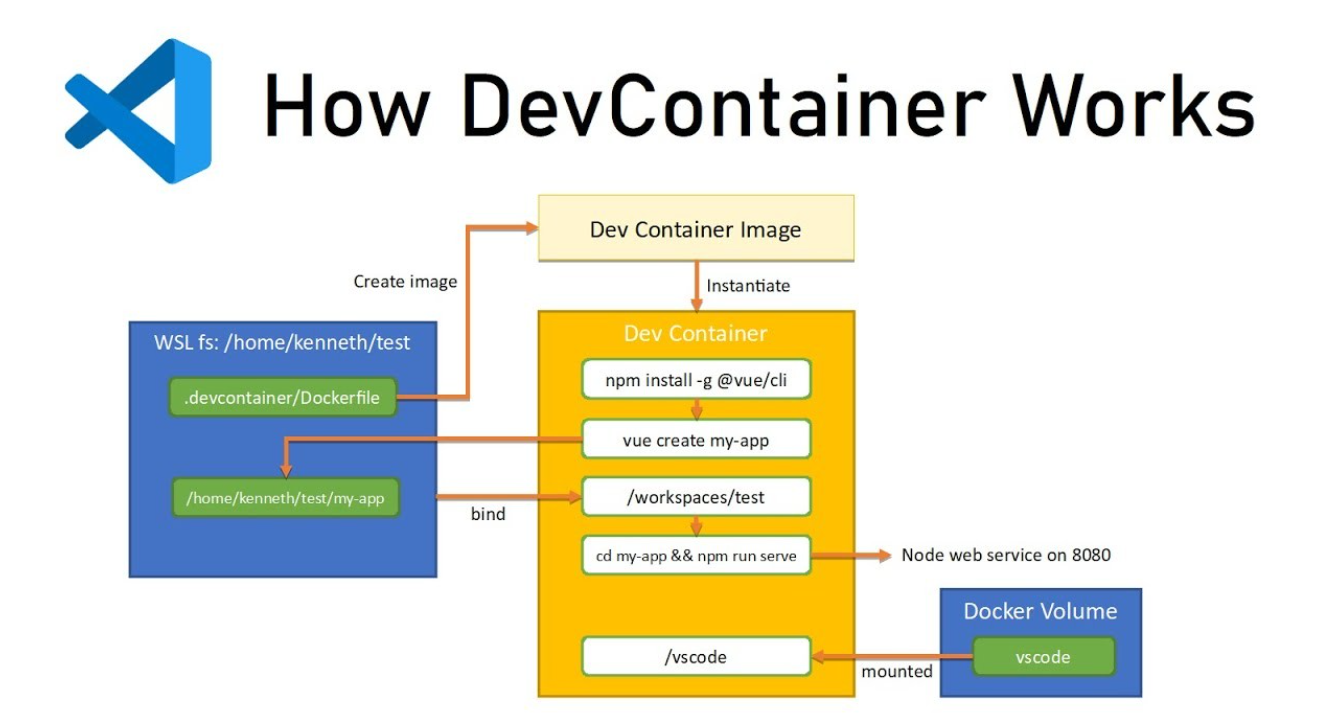 How DevContainer Works
Dev Container Image
Create image
Instantiate
WSL fs: /home/kenneth/test
.devcontainer/Dockerfile
/home/kenneth/test/my-app
bind
Dev Container
npm install -g @vue/cli
vue create my-app
/workspaces/test
cd my-app && npm run serve
Node web service on 8080
/vscode
mounted
Docker Volume
vscode